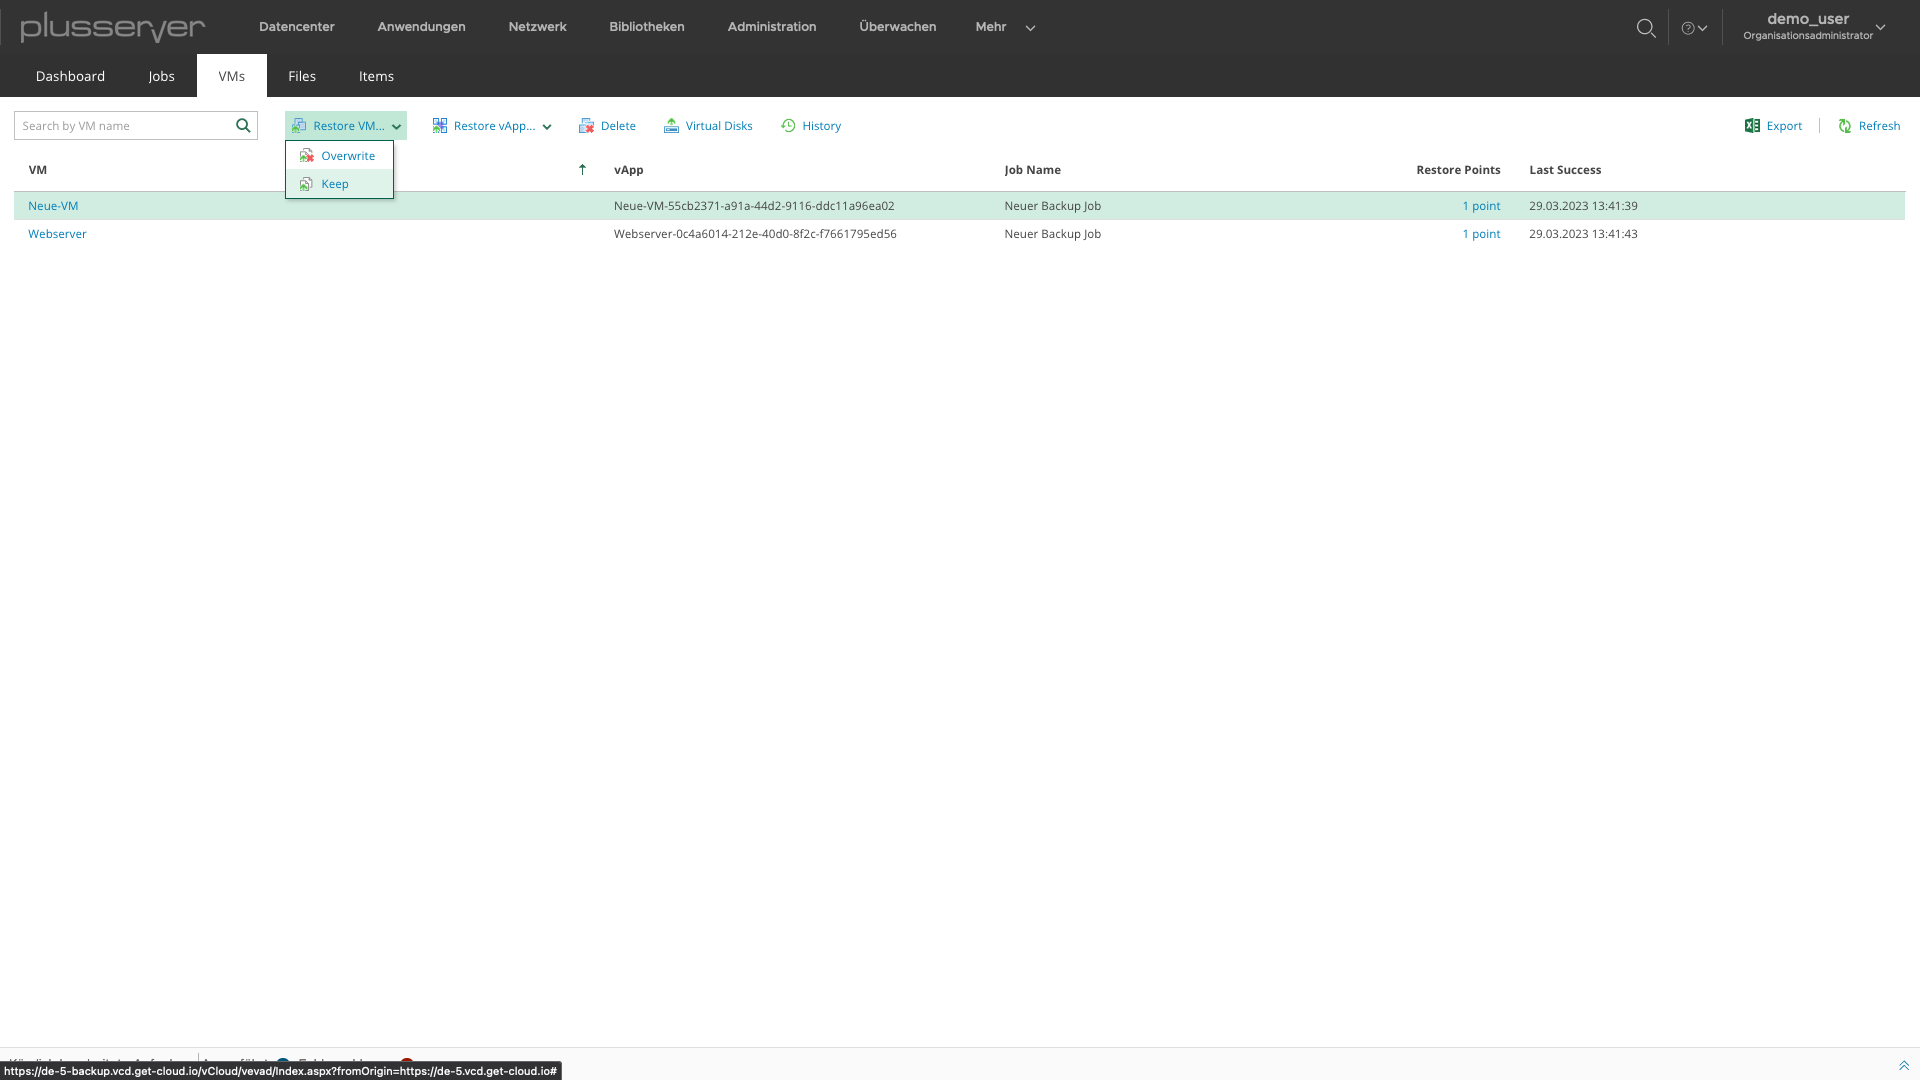 plusserver Datencenter Anwendungen Netzwerk Bibliotheken Administration Überwachen Mehr demo_user
Organisationsadministrator
Dashboard Jobs VMs Files Items
Search by VM name Restore VM... Restore vApp... Delete Virtual Disks History Export Refresh
Overwrite
Keep
VM vApp Job Name Restore Points Last Success
Neue-VM Neue-VM-55cb2371-a91a-44d2-9116-ddc11a96ea02 Neuer Backup Job 1 point 29.03.2023 13:41:39
Webserver Webserver-0c4a6014-212e-40d0-8f2c-f7661795ed56 Neuer Backup Job 1 point 29.03.2023 13:41:43
https://de-5-backup.vcd.get-cloud.io/vCloud/vevad/Index.aspx?fromOrigin=https://de-5.vcd.get-cloud.io#